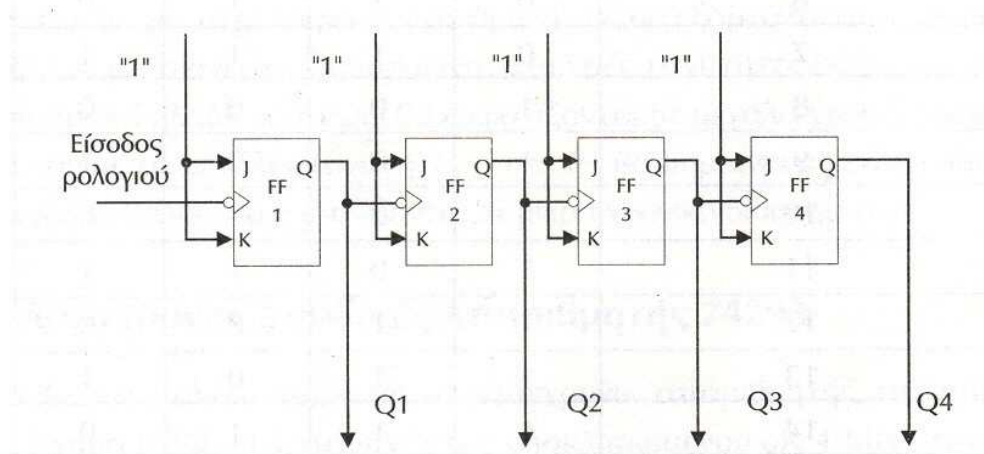 "1" "1" "1" "1"
Είσοδος
ρολογιού
J Q J Q J Q J Q
FF FF FF FF
1 2 3 4
K K K K
Q1 Q2 Q3 Q4